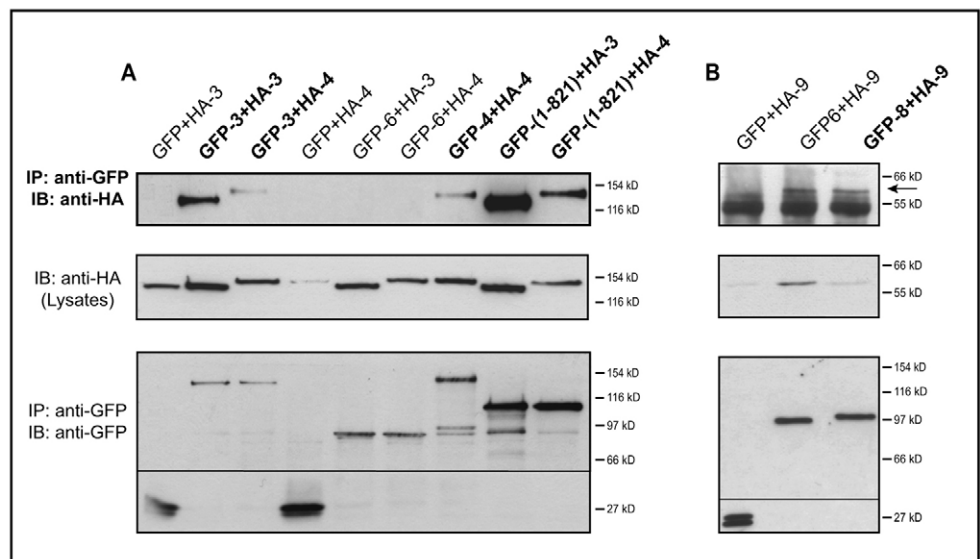 A
GFP+HA-3
GFP-3+HA-3
GFP-3+HA-4
GFP+HA-4
GFP-6+HA-3
GFP-6+HA-4
GFP-4+HA-4
GFP-(1-821)+HA-3
GFP-(1-821)+HA-4
IP: anti-GFP
IB: anti-HA
154 kD
116 kD
IB: anti-HA
(Lysates)
154 kD
116 kD
IP: anti-GFP
IB: anti-GFP
154 kD
116 kD
97 kD
66 kD
27 kD
B
GFP+HA-9
GFP6+HA-9
GFP-8+HA-9
66 kD
55 kD
66 kD
55 kD
154 kD
116 kD
97 kD
66 kD
27 kD